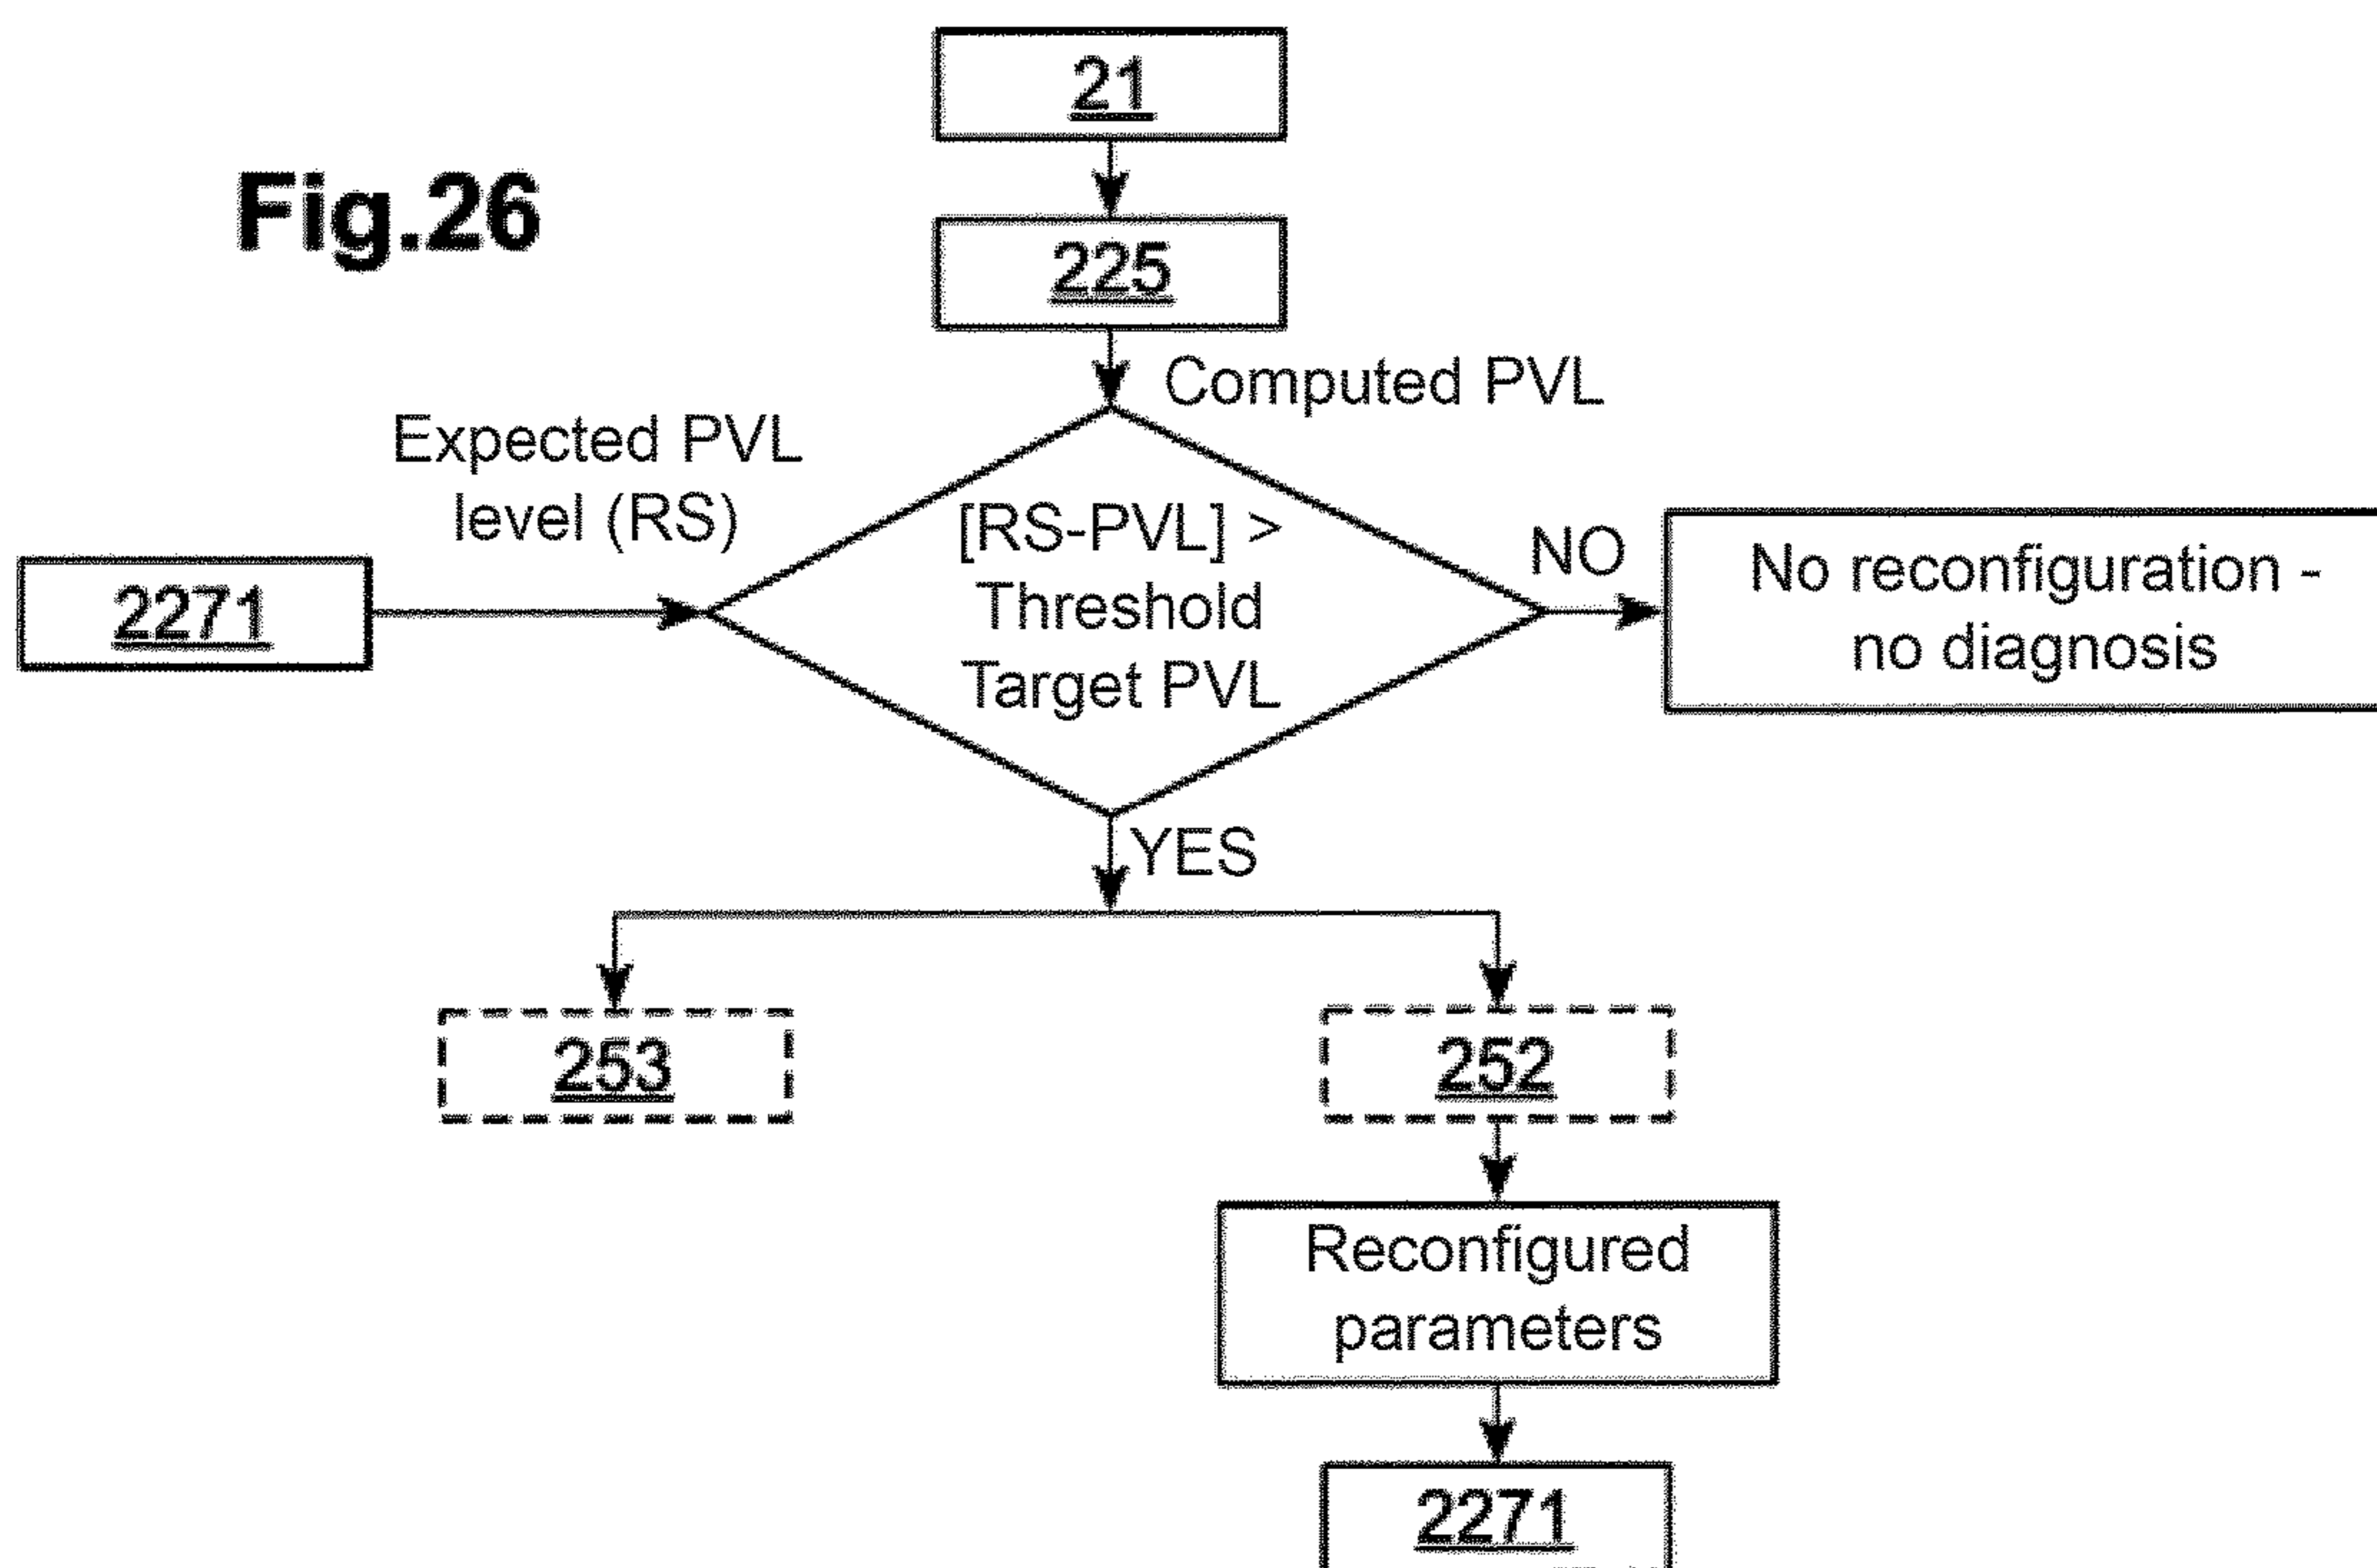 21
Fig.26
225
Computed PVL
Expected PVL
level (RS)
[RS-PVL] >
Threshold
Target PVL
2271
NO
No reconfiguration -
no diagnosis
YES
253
252
Reconfigured
parameters
2271